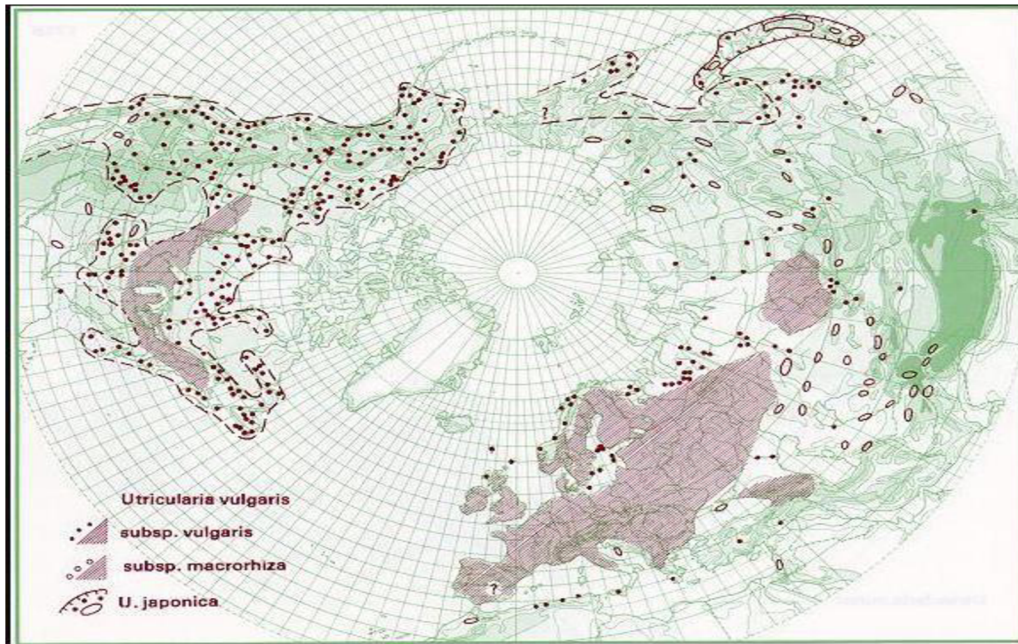 ?
?
Utricularia vulgaris
subsp. vulgaris
subsp. macrorhiza
U. japonica